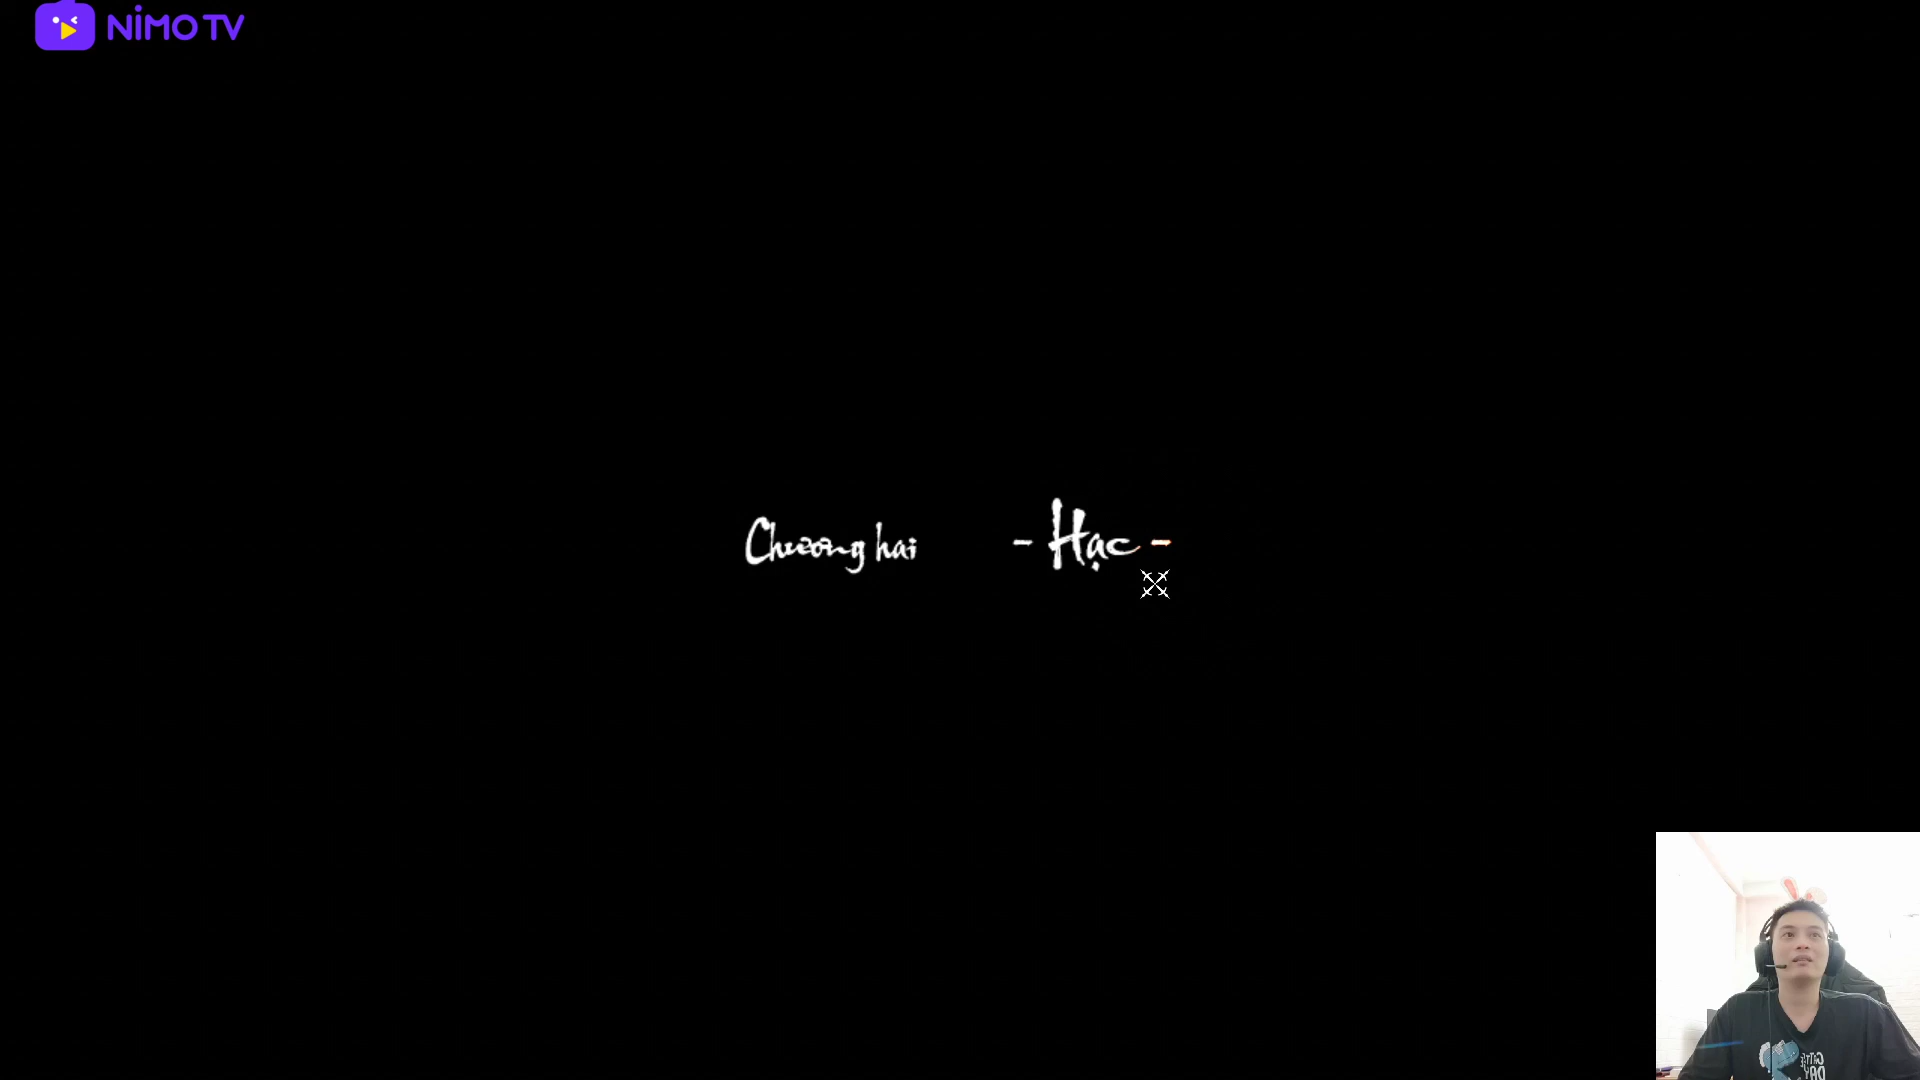 NIMO TV
Chương hai - Hạc -